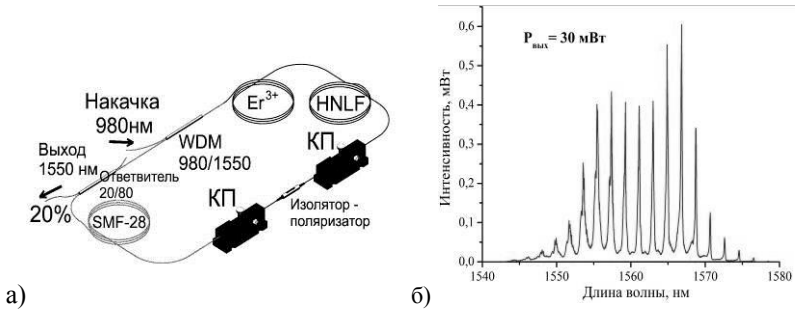 Накачка
980нм
Er3+
HNLF
WDM
980/1550
КП
Выход
1550 нм
Ответвитель
20/80
20%
SMF-28
КП
Изолятор -
поляризатор
а)
Pвых= 30 мВт
Интенсивность, мВт
0,6
0,5
0,4
0,3
0,2
0,1
0,0
1540 1550 1560 1570 1580
Длина волны, нм
б)